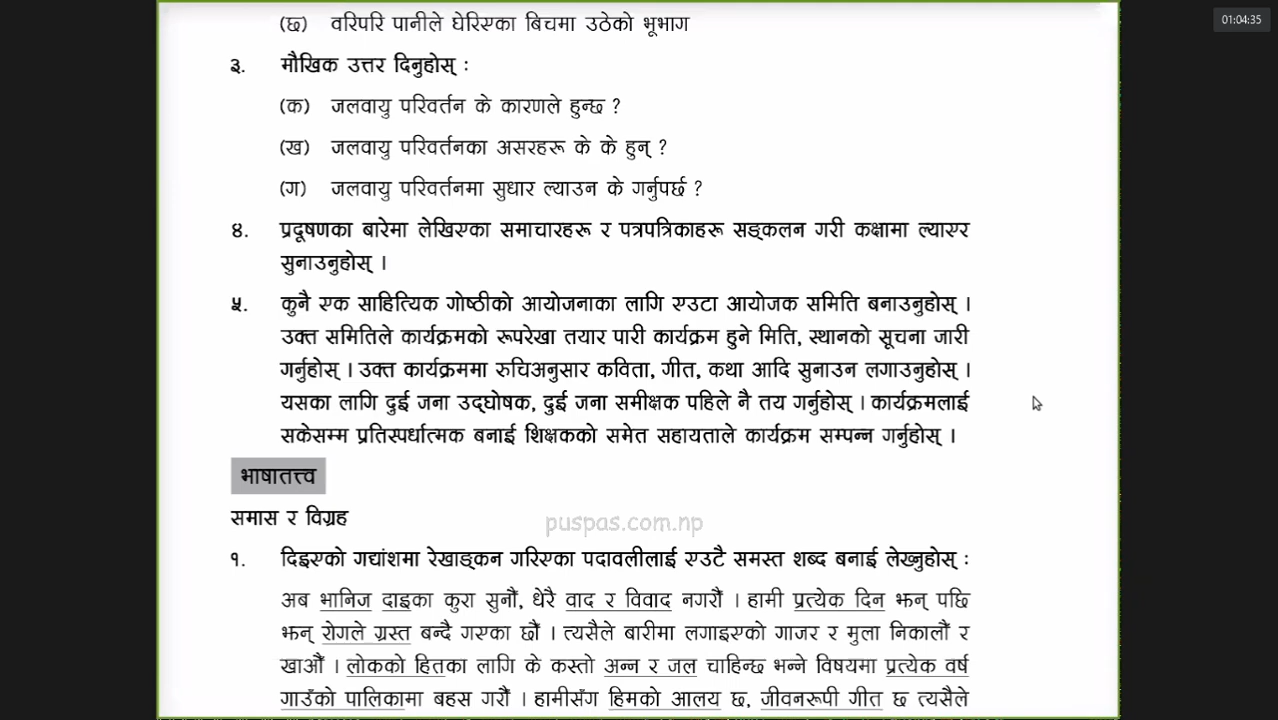 01:04:35
(छ) वरिपरि पानीले घेरिएका बिचमा उठेको भूभाग
३. मौखिक उत्तर दिनुहोस् :
(क) जलवायु परिवर्तन के कारणले हुन्छ ?
(ख) जलवायु परिवर्तनका असरहरू के के हुन् ?
(ग) जलवायु परिवर्तनमा सुधार ल्याउन के गर्नुपर्छ ?
४. प्रदूषणका बारेमा लेखिएका समाचारहरू र पत्रपत्रिकाहरू सङ्कलन गरी कक्षामा ल्याएर
सुनाउनुहोस् ।
५. कुनै एक साहित्यिक गोष्ठीको आयोजनाका लागि एउटा आयोजक समिति बनाउनुहोस् ।
उक्त समितिले कार्यक्रमको रूपरेखा तयार पारी कार्यक्रम हुने मिति, स्थानको सूचना जारी
गर्नुहोस् । उक्त कार्यक्रममा रुचिअनुसार कविता, गीत, कथा आदि सुनाउन लगाउनुहोस् ।
यसका लागि दुई जना उद्‌घोषक, दुई जना समीक्षक पहिले नै तय गर्नुहोस् । कार्यक्रमलाई
सकेसम्म प्रतिस्पर्धात्मक बनाई शिक्षकको समेत सहायताले कार्यक्रम सम्पन्न गर्नुहोस् ।
भाषातत्त्व
समास र विग्रह
puspas.com.np
१. दिइएको गद्यांशमा रेखाङ्कन गरिएका पदावलीलाई एउटै समस्त शब्द बनाई लेख्नुहोस् :
अब भानिज दाइका कुरा सुनौँ, धेरै वाद र विवाद नगरौँ । हामी प्रत्येक दिन झन् पछि
झन् रोगले ग्रस्त बन्दै गएका छौँ । त्यसैले बारीमा लगाइएको गाजर र मुला निकालौँ र
खाऔँ । लोकको हितका लागि के कस्तो अन्न र जल चाहिन्छ भन्ने विषयमा प्रत्येक वर्ष
गाउँको पालिकामा बहस गरौँ । हामीसँग हिमको आलय छ, जीवनरूपी गीत छ त्यसैले